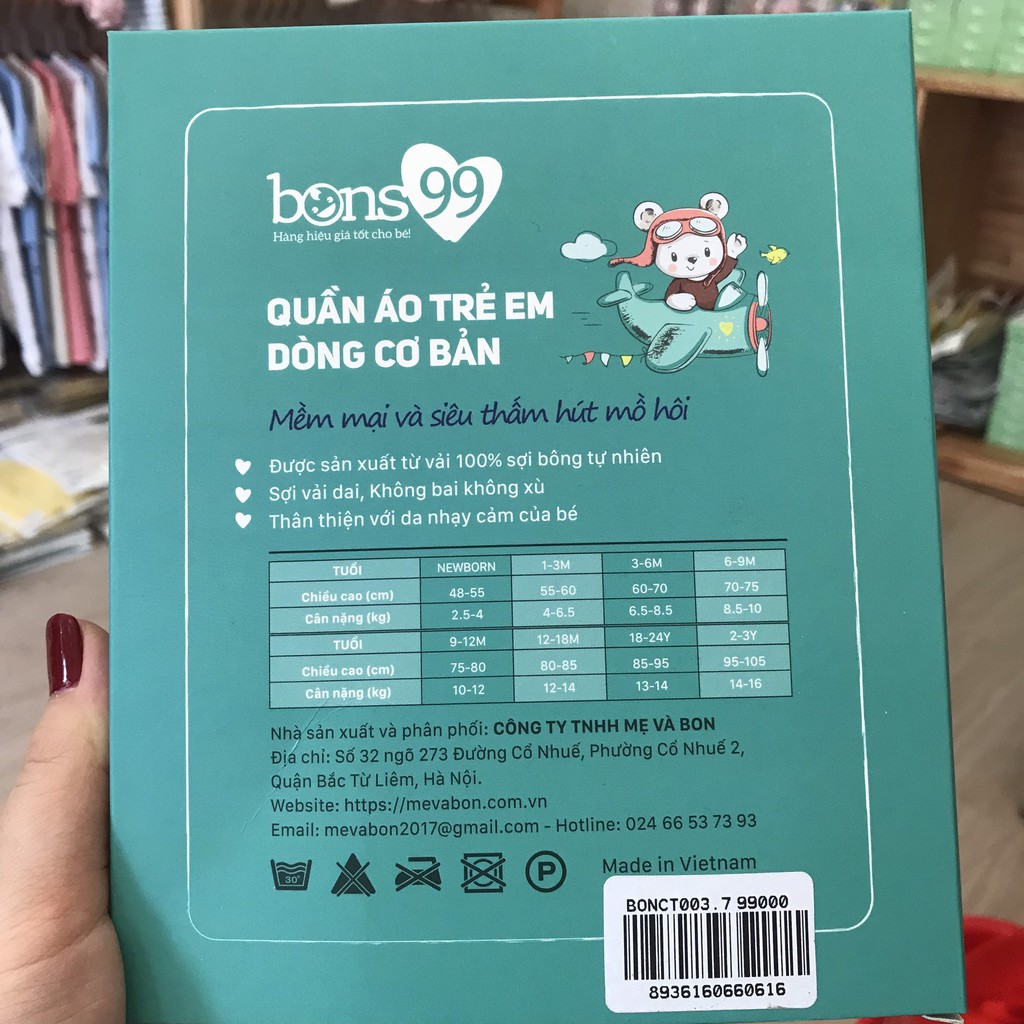 bons 99
Hàng hiệu giá tốt cho bé!
QUẦN ÁO TRẺ EM
DÒNG CƠ BẢN
Mềm mại và siêu thấm hút mồ hôi
Được sản xuất từ vải 100% sợi bông tự nhiên
Sợi vải dai, Không bai không xù
Thân thiện với da nhạy cảm của bé
TUỔI NEWBORN 1-3M 3-6M 6-9M
Chiều cao (cm) 48-55 55-60 60-70 70-75
Cân nặng (kg) 2.5-4 4-6.5 6.5-8.5 8.5-10
TUỔI 9-12M 12-18M 18-24Y 2-3Y
Chiều cao (cm) 75-80 80-85 85-95 95-105
Cân nặng (kg) 10-12 12-14 13-14 14-16
Nhà sản xuất và phân phối: CÔNG TY TNHH MẸ VÀ BON
Địa chỉ: Số 32 ngõ 273 Đường Cổ Nhuế, Phường Cổ Nhuế 2,
Quận Bắc Từ Liêm, Hà Nội.
Website: https://mevabon.com.vn
Email: mevabon2017@gmail.com - Hotline: 024 66 53 73 93
30° P Made in Vietnam
BONCT003.7 99000
8936160660616